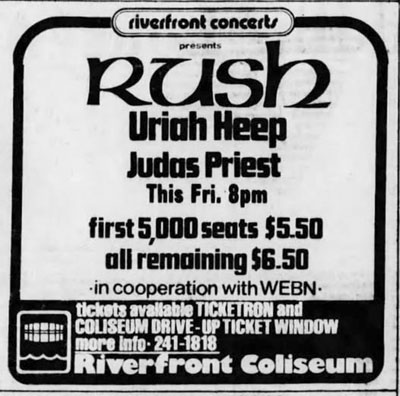 riverfront concerts
presents
RUSH
Uriah Heep
Judas Priest
This Fri. 8pm
first 5,000 seats $5.50
all remaining $6.50
·in cooperation with WEBN·
tickets available TICKETRON and
COLISEUM DRIVE-UP TICKET WINDOW
more info· 241-1818
Riverfront Coliseum